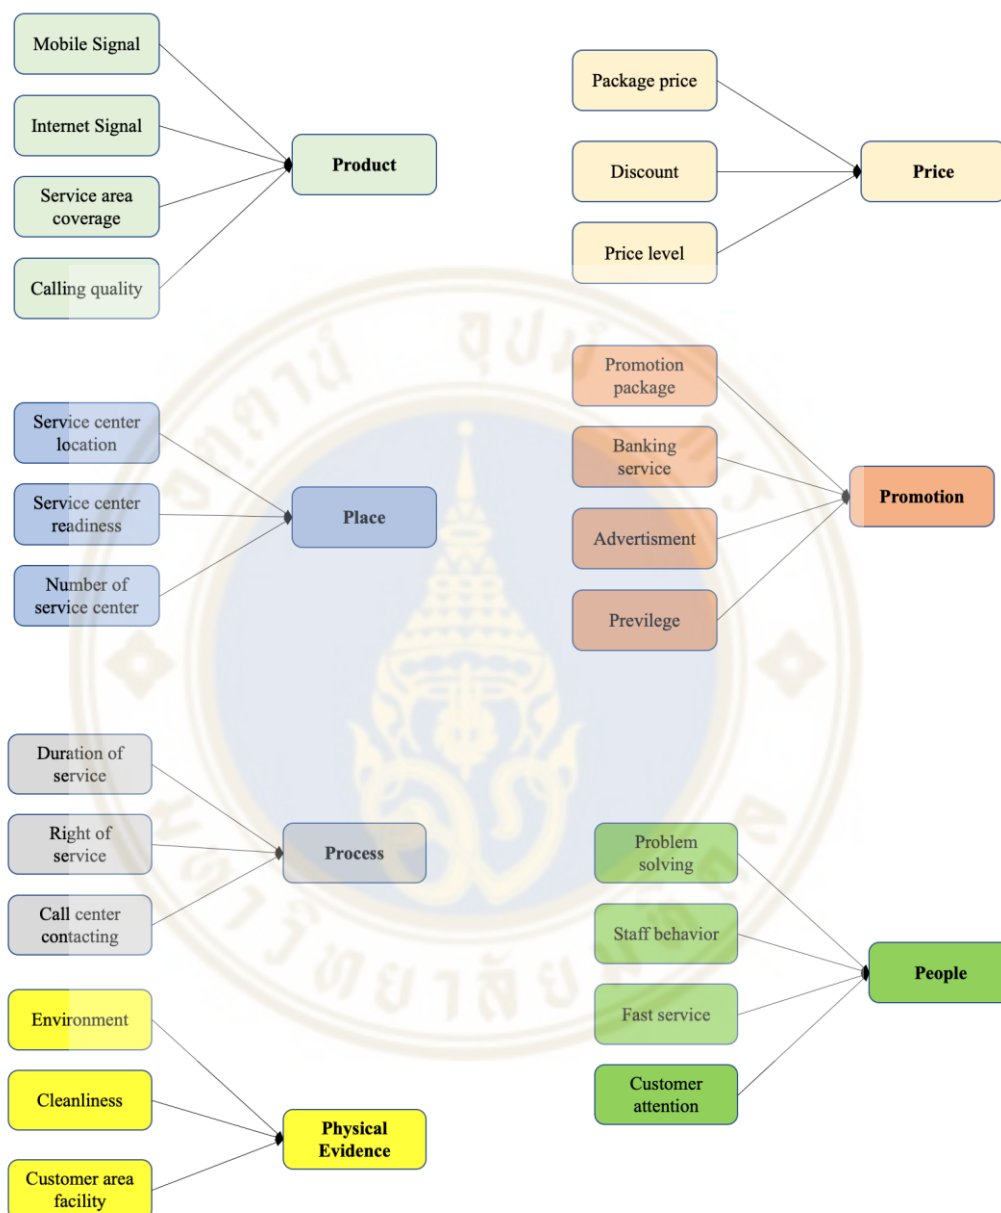 Mobile Signal
Internet Signal
Service area
coverage
Calling quality
Product
Package price
Discount
Price level
Price
Service center
location
Service center
readiness
Number of
service center
Place
Promotion
package
Banking
service
Advertisment
Previlege
Promotion
Duration of
service
Right of
service
Call center
contacting
Process
Problem
solving
Staff behavior
Fast service
Customer
attention
People
Environment
Cleanliness
Customer area
facility
Physical
Evidence